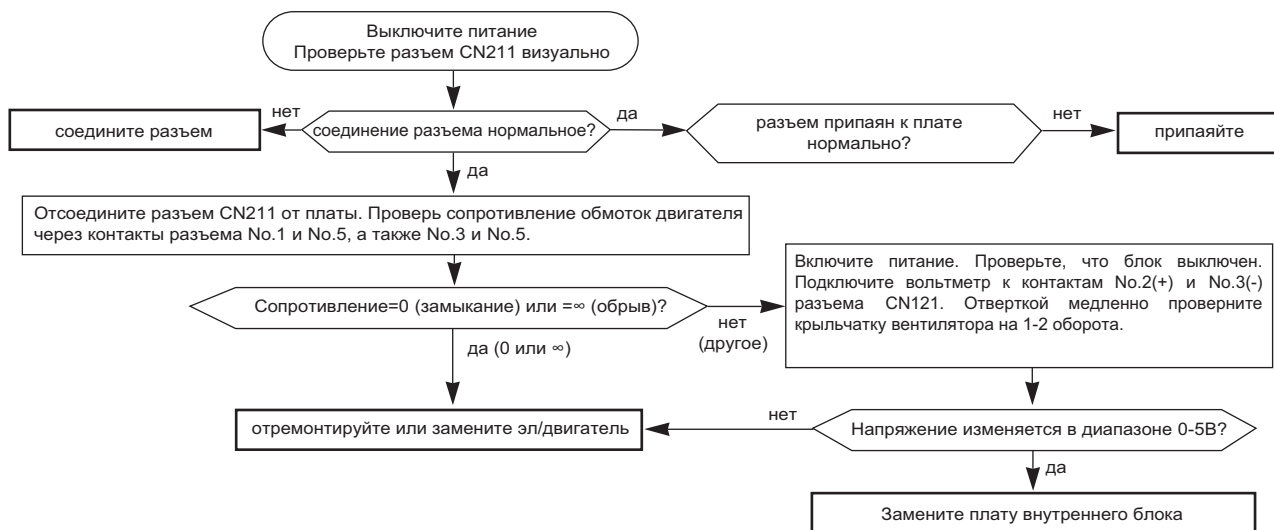 Выключите питание
Проверьте разъем CN211 визуально
нет
да
соедините разъем
соединение разъема нормальное?
разъем припаян к плате
нормально?
нет
припаяйте
да
Отсоедините разъем CN211 от платы. Проверь сопротивление обмоток двигателя
через контакты разъема No.1 и No.5, а также No.3 и No.5.
Включите питание. Проверьте, что блок выключен.
Подключите вольтметр к контактам No.2(+) и No.3(-)
разъема CN121. Отверткой медленно проверните
крыльчатку вентилятора на 1-2 оборота.
Сопротивление=0 (замыкание) или =∞ (обрыв)?
нет
(другое)
да (0 или ∞)
нет
отремонтируйте или замените эл/двигатель
Напряжение изменяется в диапазоне 0-5В?
да
Замените плату внутреннего блока